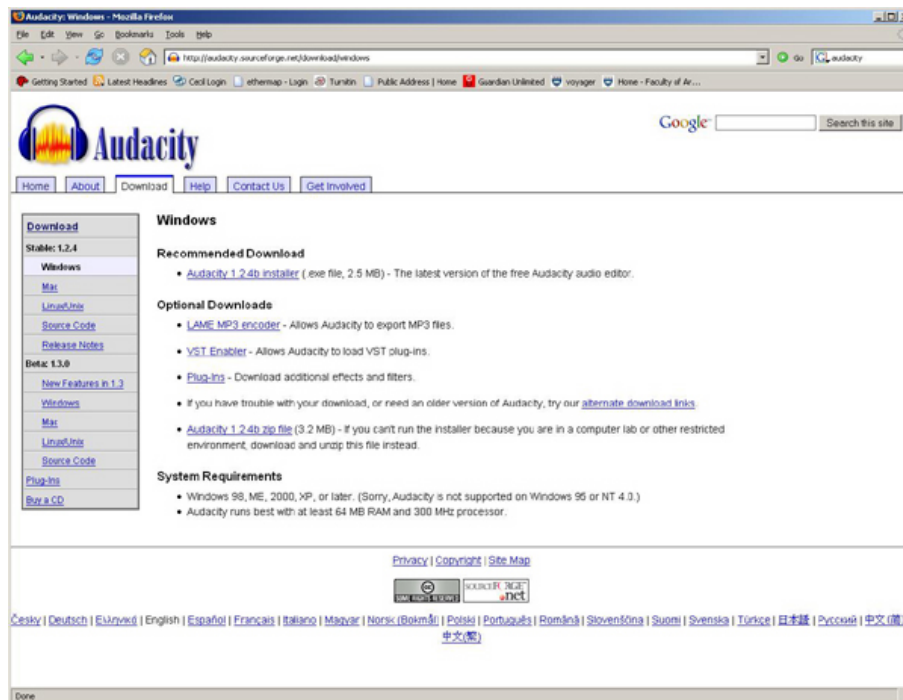 Audacity: Windows - Mozilla Firefox
File Edit View Go Bookmarks Tools Help
http://audacity.sourceforge.net/download/windows Go audacity
Getting Started Latest Headlines Cecil Login ethermap - Login Turnitin Public Address | Home Guardian Unlimited voyager Home - Faculty of Ar...
Audacity
Google Search this site
Home About Download Help Contact Us Get Involved
Download
Stable: 1.2.4
Windows
Mac
Linux/Unix
Source Code
Release Notes
Beta: 1.3.0
New Features in 1.3
Windows
Mac
Linux/Unix
Source Code
Plug-Ins
Buy a CD
Windows
Recommended Download
Audacity 1.2.4b installer (.exe file, 2.5 MB) - The latest version of the free Audacity audio editor.
Optional Downloads
LAME MP3 encoder - Allows Audacity to export MP3 files.
VST Enabler - Allows Audacity to load VST plug-ins.
Plug-Ins - Download additional effects and filters.
If you have trouble with your download, or need an older version of Audacity, try our alternate download links.
Audacity 1.2.4b zip file (3.2 MB) - If you can't run the installer because you are in a computer lab or other restricted
environment, download and unzip this file instead.
System Requirements
Windows 98, ME, 2000, XP, or later. (Sorry, Audacity is not supported on Windows 95 or NT 4.0.)
Audacity runs best with at least 64 MB RAM and 300 MHz processor.
Privacy | Copyright | Site Map
cc SOME RIGHTS RESERVED SOURCEFORGE .net
Česky | Deutsch | Ελληνικά | English | Español | Français | Italiano | Magyar | Norsk (Bokmål) | Polski | Português | Română | Slovenščina | Suomi | Svenska | Türkçe | 日本語 | Русский | 中文(简
中文(繁)
Done